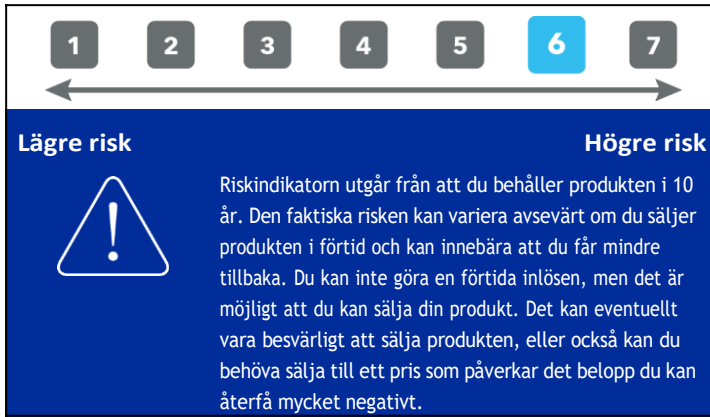 1 2 3 4 5 6 7
Lägre risk Högre risk
Riskindikatorn utgår från att du behåller produkten i 10
år. Den faktiska risken kan variera avsevärt om du säljer
produkten i förtid och kan innebära att du får mindre
tillbaka. Du kan inte göra en förtida inlösen, men det är
möjligt att du kan sälja din produkt. Det kan eventuellt
vara besvärligt att sälja produkten, eller också kan du
behöva sälja till ett pris som påverkar det belopp du kan
återfå mycket negativt.